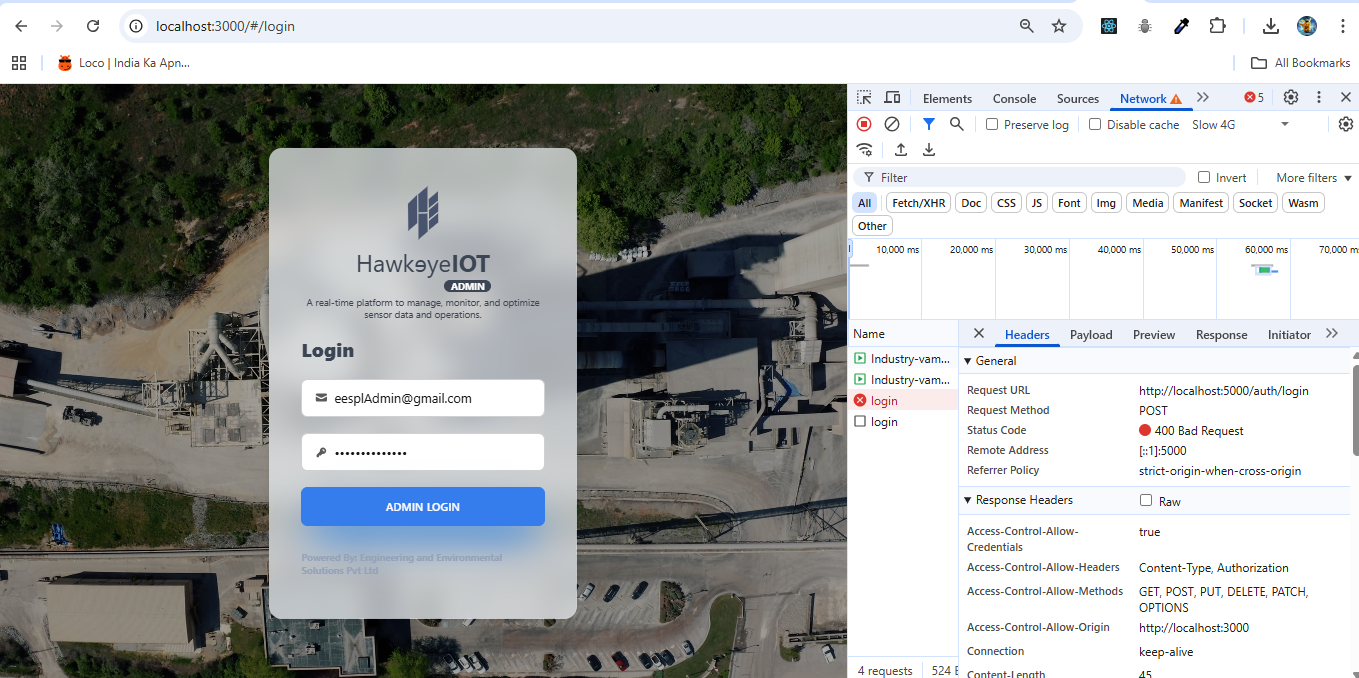 localhost:3000/#/login
Loco | India Ka Apn...
All Bookmarks
HawkɘyeIOT
ADMIN
A real-time platform to manage, monitor, and optimize
sensor data and operations.
Login
eesplAdmin@gmail.com
••••••••••••••
ADMIN LOGIN
Powered By: Engineering and Environmental
Solutions Pvt Ltd
Elements Console Sources Network 5
Preserve log Disable cache Slow 4G
Filter Invert More filters
All Fetch/XHR Doc CSS JS Font Img Media Manifest Socket Wasm
Other
10,000 ms 20,000 ms 30,000 ms 40,000 ms 50,000 ms 60,000 ms 70,000 m
Name
Industry-vam...
Industry-vam...
login
login
4 requests 524 B
Headers Payload Preview Response Initiator
General
Request URL http://localhost:5000/auth/login
Request Method POST
Status Code 400 Bad Request
Remote Address [::1]:5000
Referrer Policy strict-origin-when-cross-origin
Response Headers Raw
Access-Control-Allow-
Credentials true
Access-Control-Allow-Headers Content-Type, Authorization
Access-Control-Allow-Methods GET, POST, PUT, DELETE, PATCH,
OPTIONS
Access-Control-Allow-Origin http://localhost:3000
Connection keep-alive
Content-Length 45